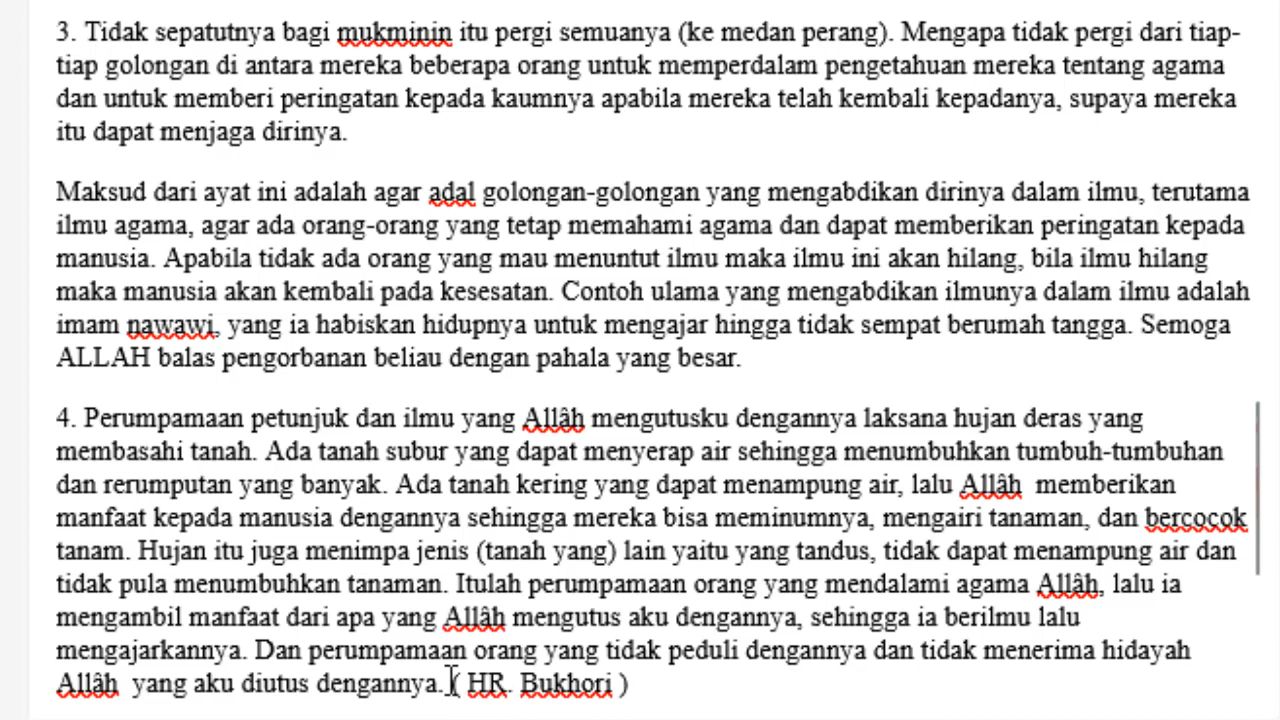 3. Tidak sepatutnya bagi mukminin itu pergi semuanya (ke medan perang). Mengapa tidak pergi dari tiap-
tiap golongan di antara mereka beberapa orang untuk memperdalam pengetahuan mereka tentang agama
dan untuk memberi peringatan kepada kaumnya apabila mereka telah kembali kepadanya, supaya mereka
itu dapat menjaga dirinya.
Maksud dari ayat ini adalah agar adal golongan-golongan yang mengabdikan dirinya dalam ilmu, terutama
ilmu agama, agar ada orang-orang yang tetap memahami agama dan dapat memberikan peringatan kepada
manusia. Apabila tidak ada orang yang mau menuntut ilmu maka ilmu ini akan hilang, bila ilmu hilang
maka manusia akan kembali pada kesesatan. Contoh ulama yang mengabdikan ilmunya dalam ilmu adalah
imam nawawi, yang ia habiskan hidupnya untuk mengajar hingga tidak sempat berumah tangga. Semoga
ALLAH balas pengorbanan beliau dengan pahala yang besar.
4. Perumpamaan petunjuk dan ilmu yang Allâh mengutusku dengannya laksana hujan deras yang
membasahi tanah. Ada tanah subur yang dapat menyerap air sehingga menumbuhkan tumbuh-tumbuhan
dan rerumputan yang banyak. Ada tanah kering yang dapat menampung air, lalu Allâh  memberikan
manfaat kepada manusia dengannya sehingga mereka bisa meminumnya, mengairi tanaman, dan bercocok
tanam. Hujan itu juga menimpa jenis (tanah yang) lain yaitu yang tandus, tidak dapat menampung air dan
tidak pula menumbuhkan tanaman. Itulah perumpamaan orang yang mendalami agama Allâh, lalu ia
mengambil manfaat dari apa yang Allâh mengutus aku dengannya, sehingga ia berilmu lalu
mengajarkannya. Dan perumpamaan orang yang tidak peduli dengannya dan tidak menerima hidayah
Allâh  yang aku diutus dengannya. ( HR. Bukhori )